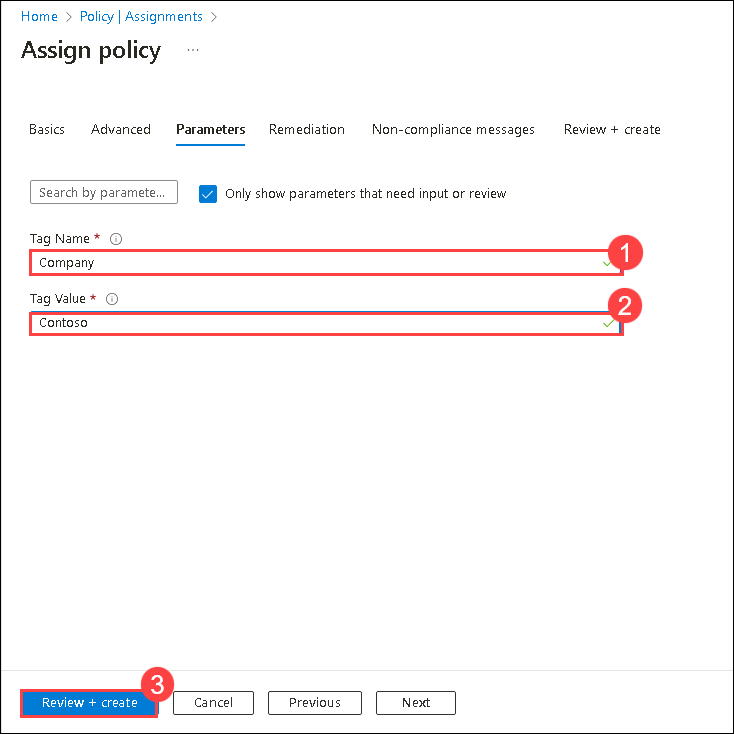 Home > Policy | Assignments >
Assign policy ...
Basics Advanced Parameters Remediation Non-compliance messages Review + create
Search by paramete... Only show parameters that need input or review
Tag Name *
Company 1
Tag Value *
2
Contoso
3
Review + create Cancel Previous Next